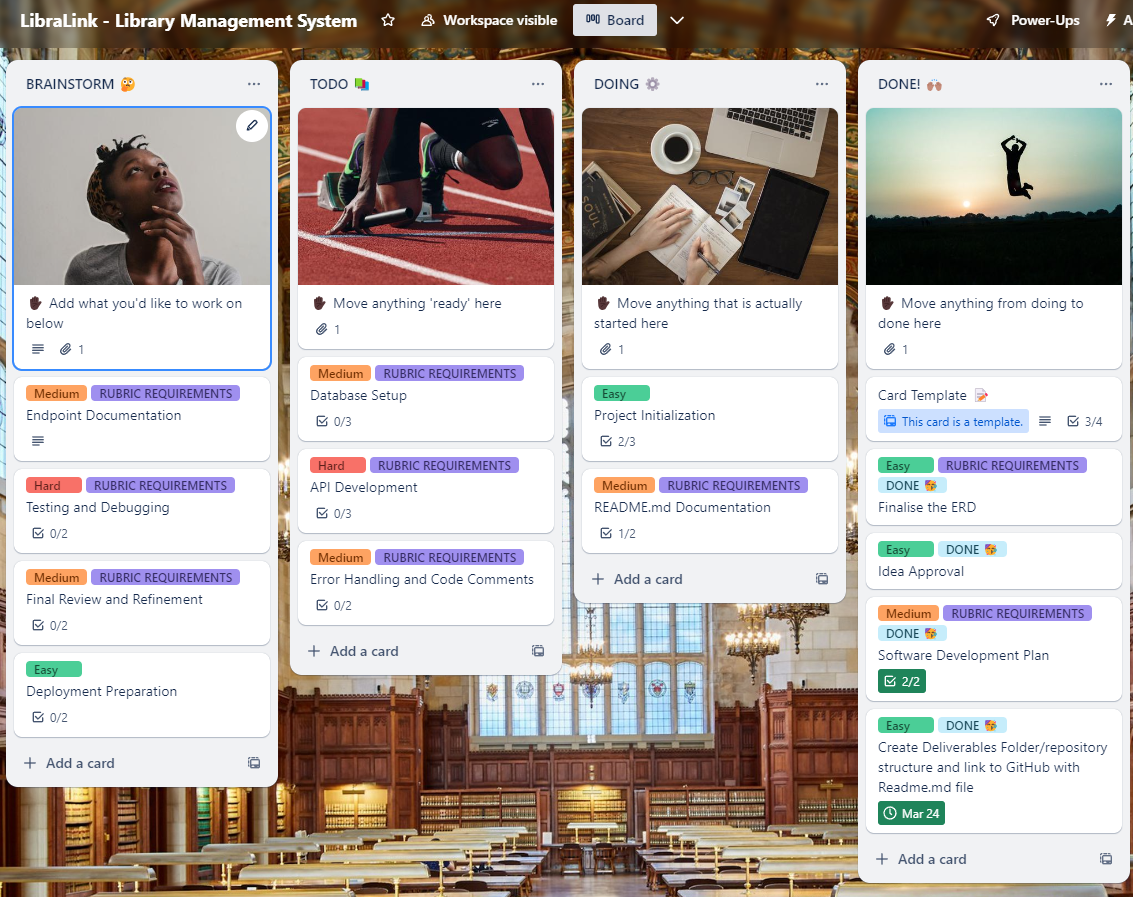 LibraLink - Library Management System
Workspace visible
Board
Power-Ups
A
BRAINSTORM 🤔
Add what you'd like to work on
below
1
Medium RUBRIC REQUIREMENTS
Endpoint Documentation
Hard RUBRIC REQUIREMENTS
Testing and Debugging
0/2
Medium RUBRIC REQUIREMENTS
Final Review and Refinement
0/2
Easy
Deployment Preparation
0/2
+ Add a card
TODO 📚
Move anything 'ready' here
1
Medium RUBRIC REQUIREMENTS
Database Setup
0/3
Hard RUBRIC REQUIREMENTS
API Development
0/3
Medium RUBRIC REQUIREMENTS
Error Handling and Code Comments
0/2
+ Add a card
DOING ⚙️
SOUL
Move anything that is actually
started here
1
Easy
Project Initialization
2/3
Medium RUBRIC REQUIREMENTS
README.md Documentation
1/2
+ Add a card
DONE! 🙌🏽
Move anything from doing to
done here
1
Card Template 📝
This card is a template.
3/4
Easy RUBRIC REQUIREMENTS
DONE 🎉
Finalise the ERD
Easy DONE 🎉
Idea Approval
Medium RUBRIC REQUIREMENTS
DONE 🎉
Software Development Plan
2/2
Easy DONE 🎉
Create Deliverables Folder/repository
structure and link to GitHub with
Readme.md file
Mar 24
+ Add a card